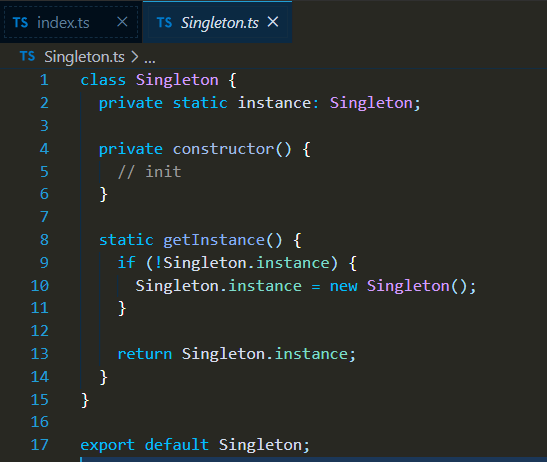 TS index.ts ✕ TS Singleton.ts ✕
TS Singleton.ts > ...
1 class Singleton {
2   private static instance: Singleton;
3
4   private constructor() {
5     // init
6   }
7
8   static getInstance() {
9     if (!Singleton.instance) {
10       Singleton.instance = new Singleton();
11     }
12
13     return Singleton.instance;
14   }
15 }
16
17 export default Singleton;